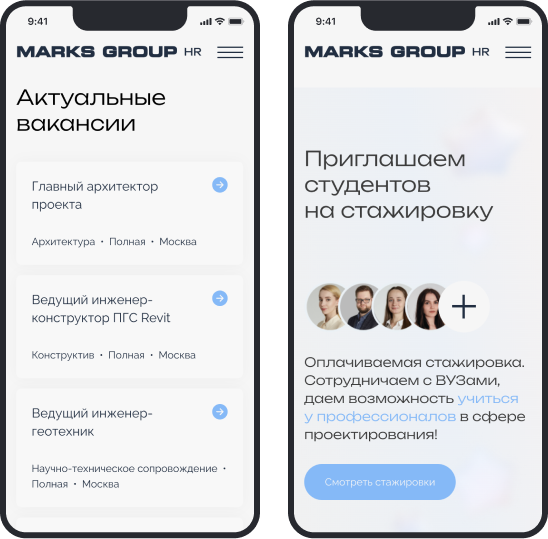 9:41
MARKS GROUP HR
Актуальные
вакансии
Главный архитектор
проекта
Архитектура • Полная • Москва
Ведущий инженер-
конструктор ПГС Revit
Конструктив • Полная • Москва
Ведущий инженер-
геотехник
Научно-техническое сопровождение •
Полная • Москва
9:41
MARKS GROUP HR
Приглашаем
студентов
на стажировку
Оплачиваемая стажировка.
Сотрудничаем с ВУЗами,
даем возможность учиться
у профессионалов в сфере
проектирования!
Смотреть стажировки